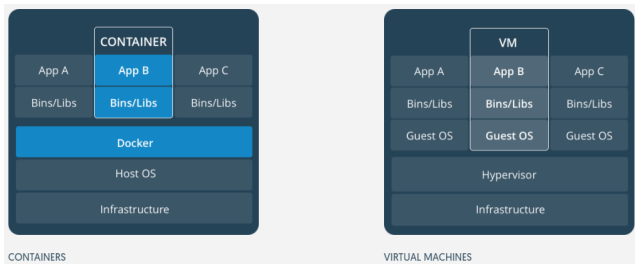 CONTAINER
App A App B App C
Bins/Libs Bins/Libs Bins/Libs
Docker
Host OS
Infrastructure
CONTAINERS
VM
App A App B App C
Bins/Libs Bins/Libs Bins/Libs
Guest OS Guest OS Guest OS
Hypervisor
Infrastructure
VIRTUAL MACHINES